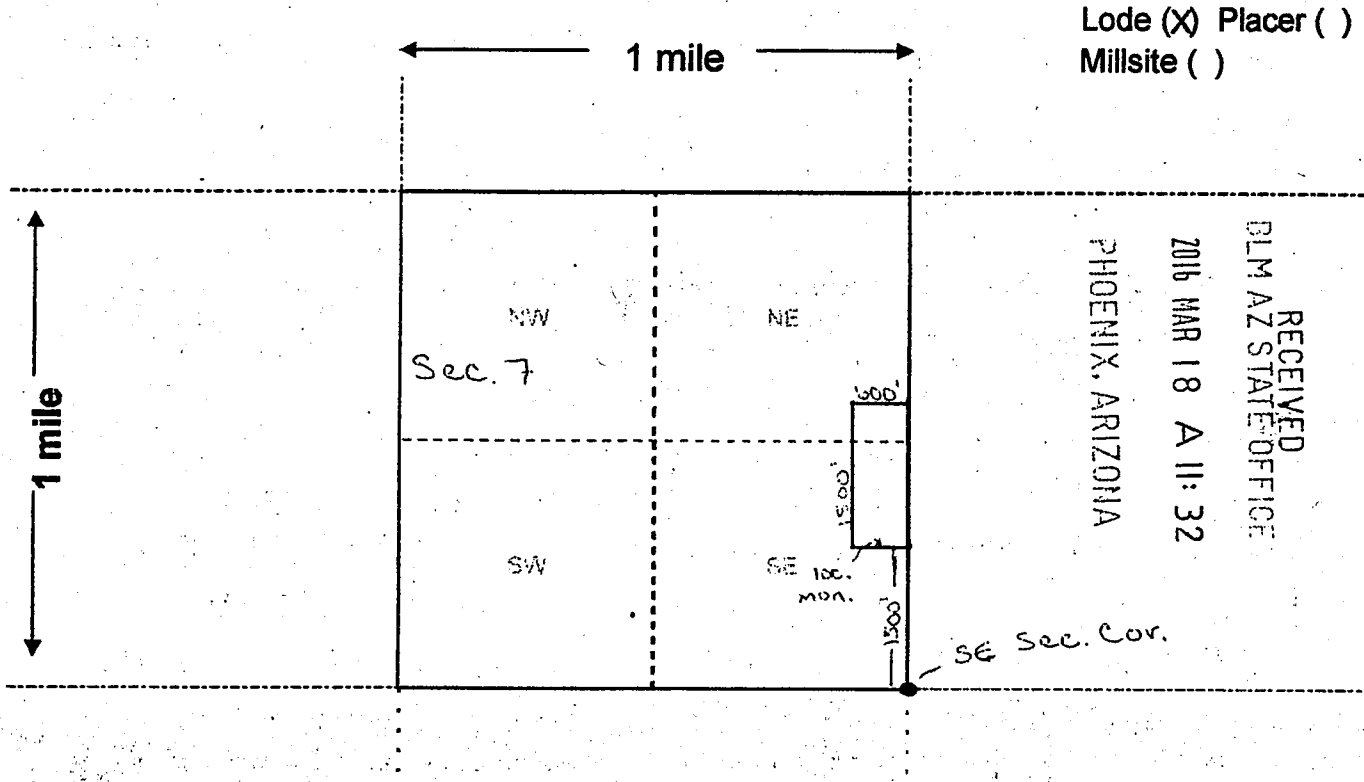 Lode (X) Placer ( )
Millsite ( )
1 mile
1 mile
NW
NE
Sec. 7
600'
1500'
SW
SE
loc.
mon.
1500'
SE Sec. Cor.
RECEIVED
BLM AZ STATE OFFICE
2016 MAR 18 A 11: 32
PHOENIX, ARIZONA